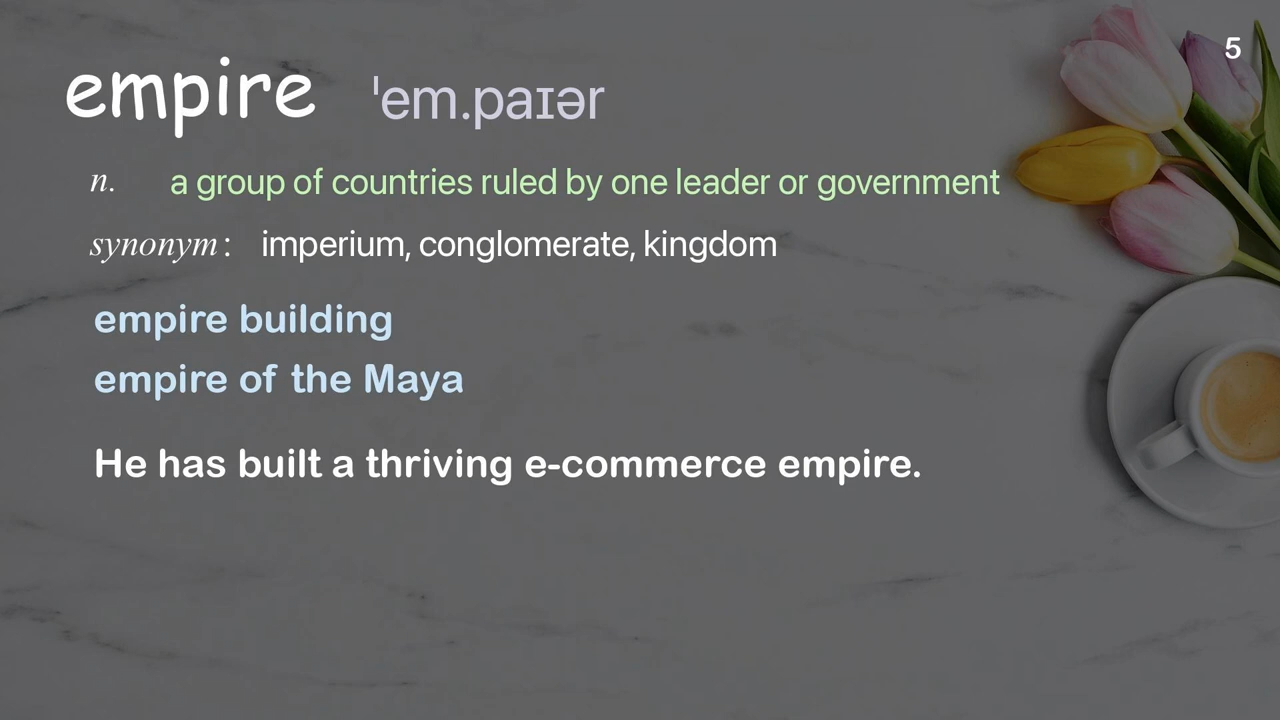 5
empire ˈem.paɪər
n. a group of countries ruled by one leader or government
synonym: imperium, conglomerate, kingdom
empire building
empire of the Maya
He has built a thriving e-commerce empire.